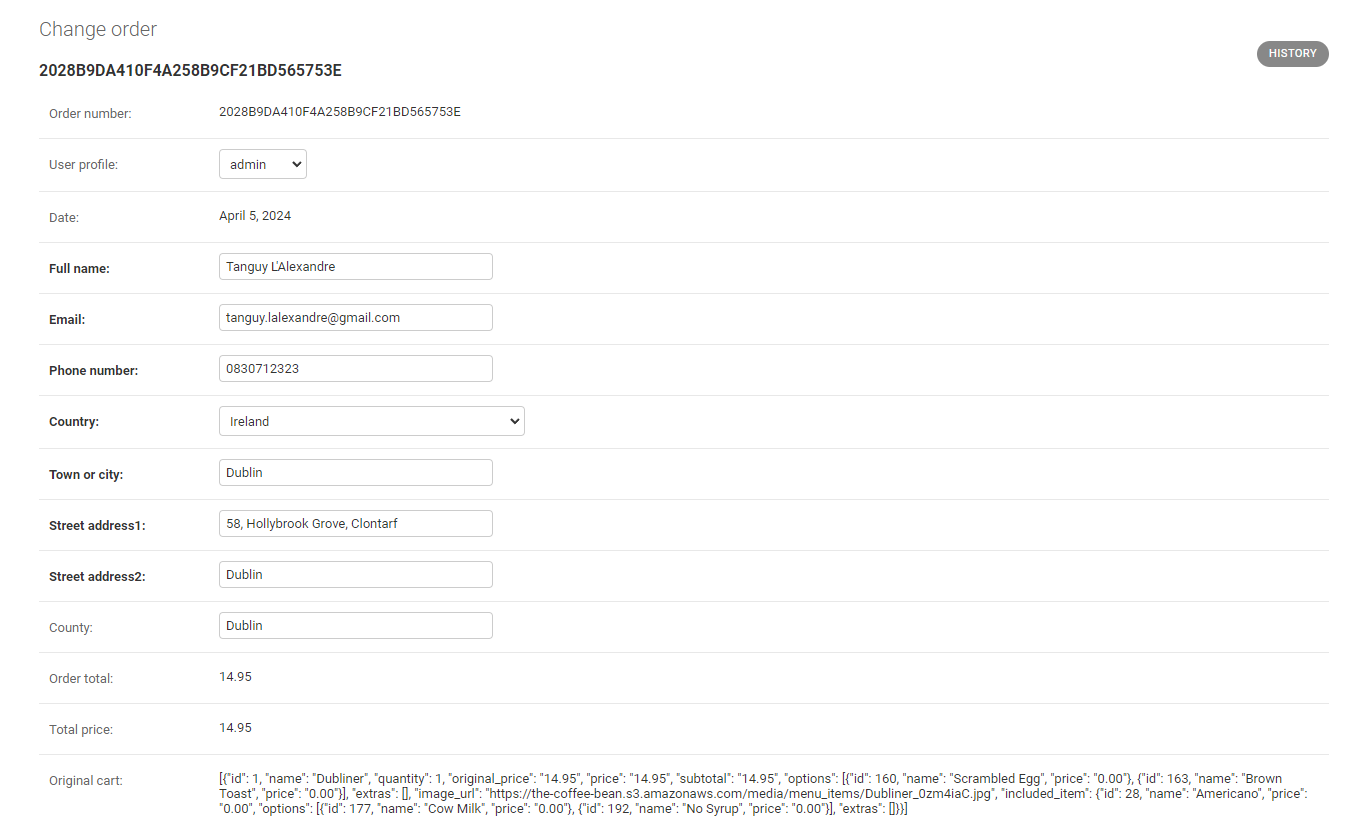 Change order
HISTORY
2028B9DA410F4A258B9CF21BD565753E
Order number: 2028B9DA410F4A258B9CF21BD565753E
User profile: admin
Date: April 5, 2024
Full name: Tanguy L'Alexandre
Email: tanguy.lalexandre@gmail.com
Phone number: 0830712323
Country: Ireland
Town or city: Dublin
Street address1: 58, Hollybrook Grove, Clontarf
Street address2: Dublin
County: Dublin
Order total: 14.95
Total price: 14.95
Original cart: [{"id": 1, "name": "Dubliner", "quantity": 1, "original_price": "14.95", "price": "14.95", "subtotal": "14.95", "options": [{"id": 160, "name": "Scrambled Egg", "price": "0.00"}, {"id": 163, "name": "Brown
Toast", "price": "0.00"}], "extras": [], "image_url": "https://the-coffee-bean.s3.amazonaws.com/media/menu_items/Dubliner_0zm4iaC.jpg", "included_item": {"id": 28, "name": "Americano", "price":
"0.00", "options": [{"id": 177, "name": "Cow Milk", "price": "0.00"}, {"id": 192, "name": "No Syrup", "price": "0.00"}], "extras": []}}]